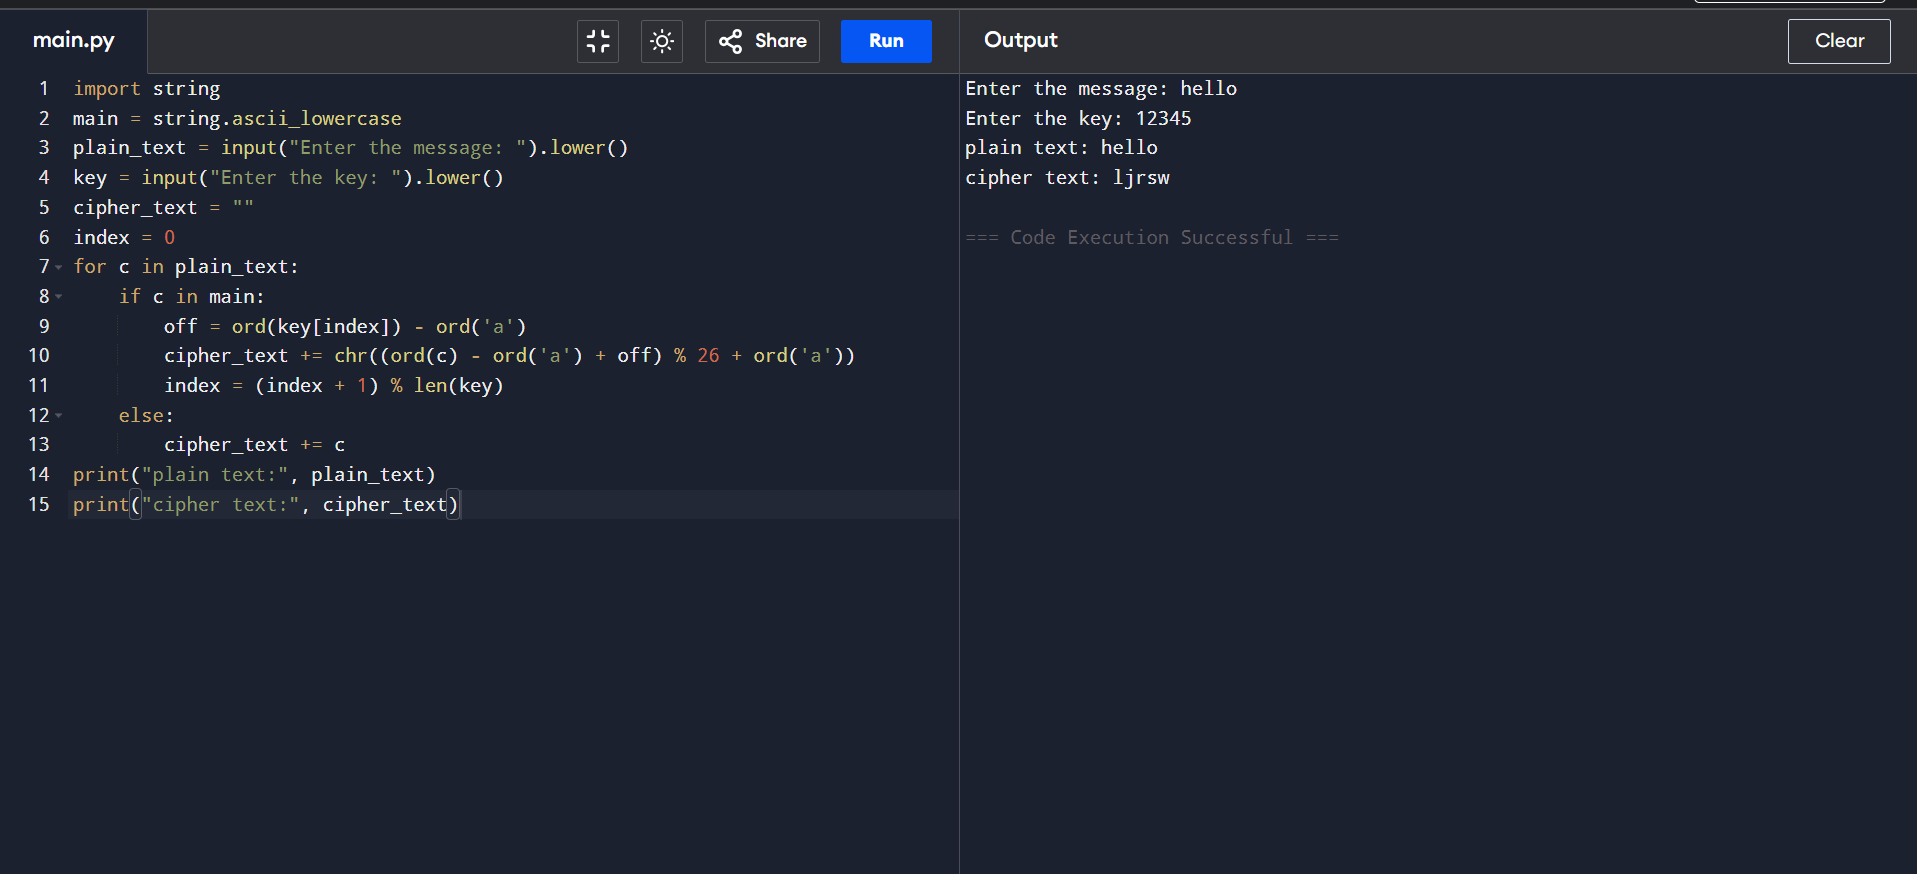 main.py
Share
Run
Output
Clear
1 import string
2 main = string.ascii_lowercase
3 plain_text = input("Enter the message: ").lower()
4 key = input("Enter the key: ").lower()
5 cipher_text = ""
6 index = 0
7 for c in plain_text:
8     if c in main:
9         off = ord(key[index]) - ord('a')
10         cipher_text += chr((ord(c) - ord('a') + off) % 26 + ord('a'))
11         index = (index + 1) % len(key)
12     else:
13         cipher_text += c
14 print("plain text:", plain_text)
15 print("cipher text:", cipher_text)
Enter the message: hello
Enter the key: 12345
plain text: hello
cipher text: ljrsw
=== Code Execution Successful ===